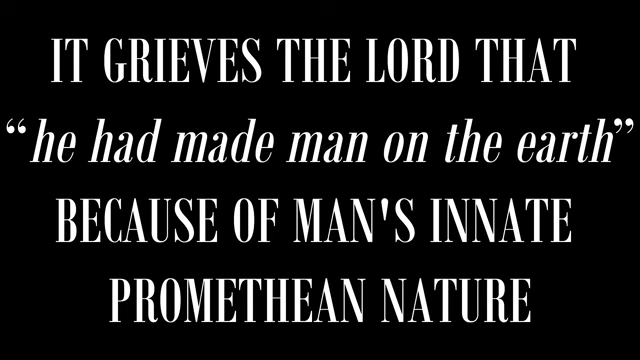 IT GRIEVES THE LORD THAT
“he had made man on the earth”
BECAUSE OF MAN'S INNATE
PROMETHEAN NATURE